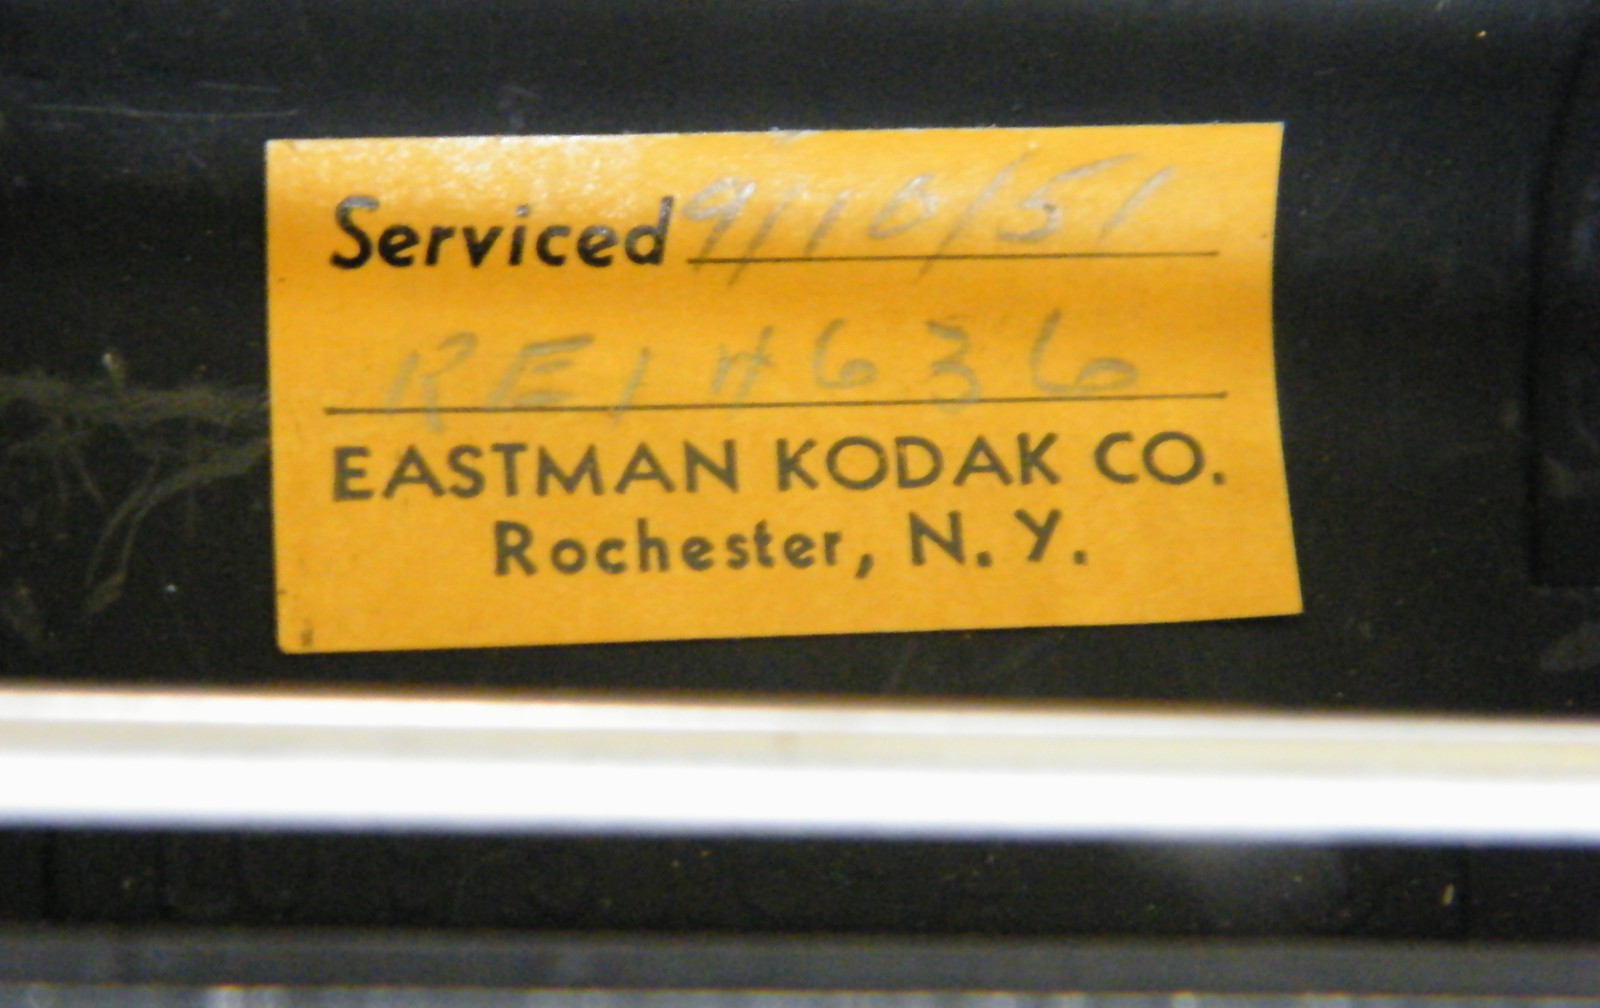 Serviced 9/10/51
RE1 #636
EASTMAN KODAK CO.
Rochester, N. Y.